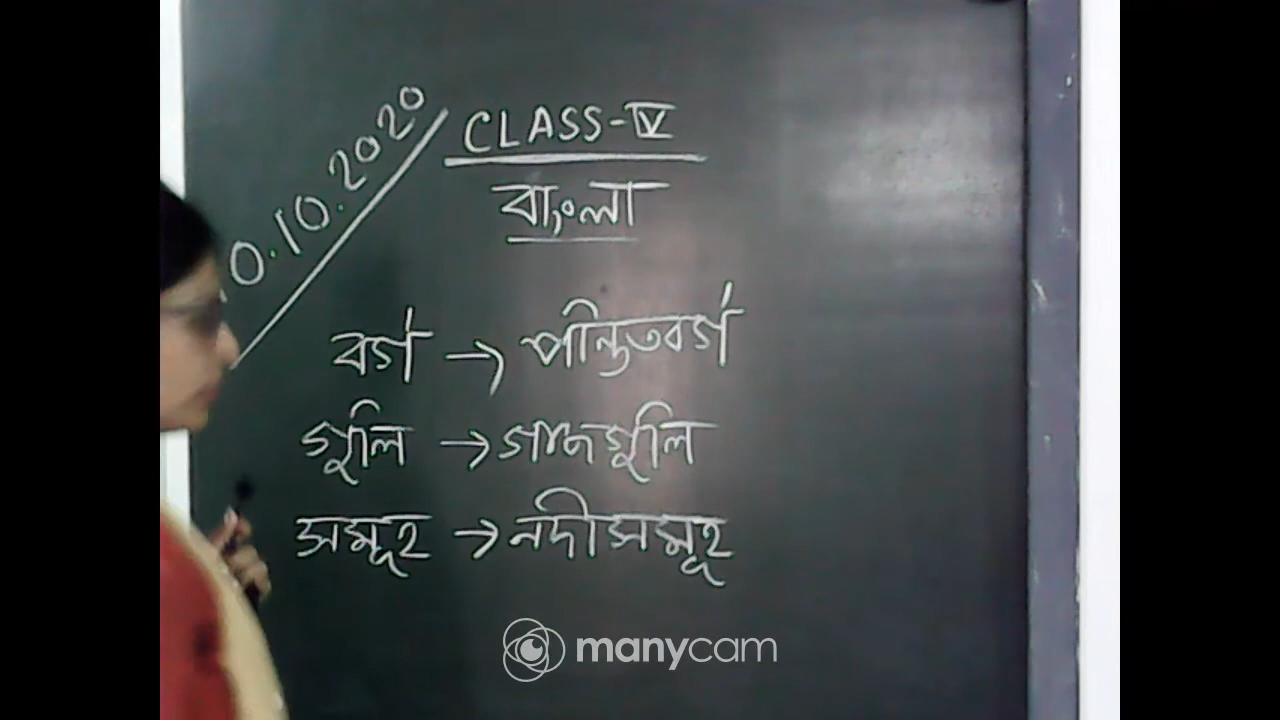 0.10.2020
CLASS-IV
বাংলা
বর্গ → পন্ডিতবর্গ
গুলি → গাছগুলি
সমূহ → নদীসমূহ
manycam